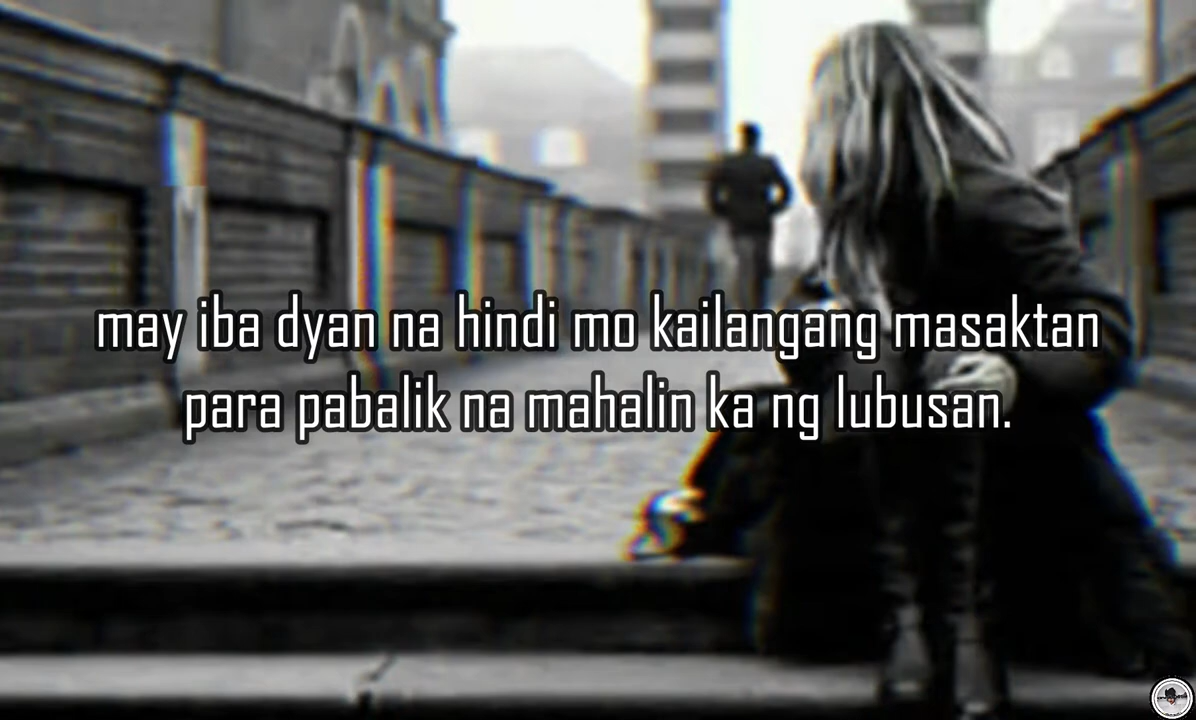 may iba dyan na hindi mo kailangang masaktan
para pabalik na mahalin ka ng lubusan.